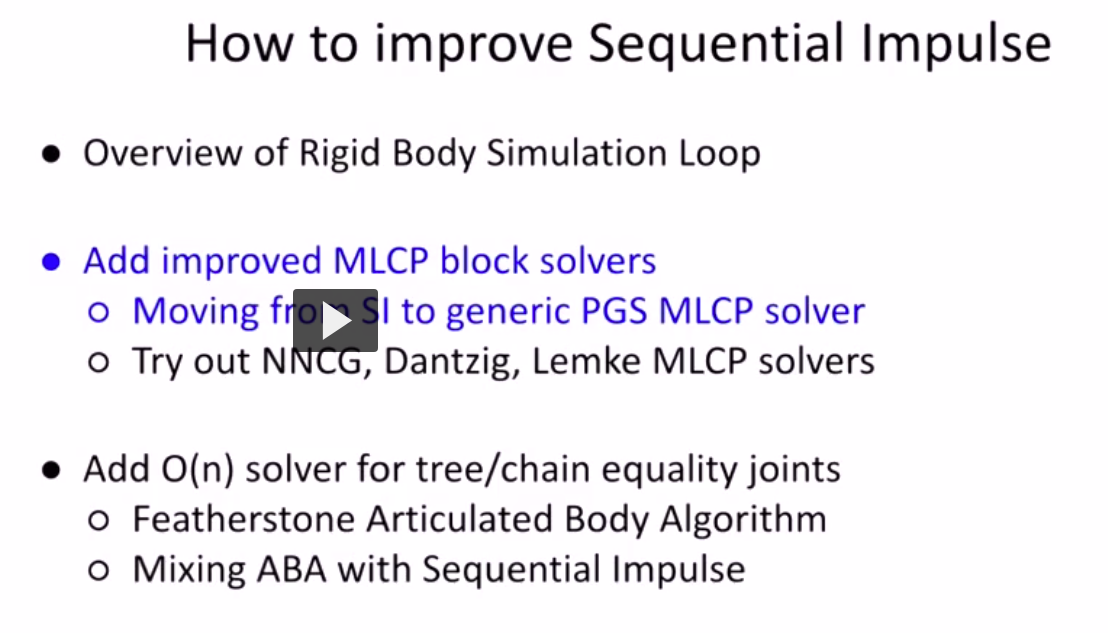 How to improve Sequential Impulse
● Overview of Rigid Body Simulation Loop
● Add improved MLCP block solvers
○ Moving from SI to generic PGS MLCP solver
○ Try out NNCG, Dantzig, Lemke MLCP solvers
● Add O(n) solver for tree/chain equality joints
○ Featherstone Articulated Body Algorithm
○ Mixing ABA with Sequential Impulse